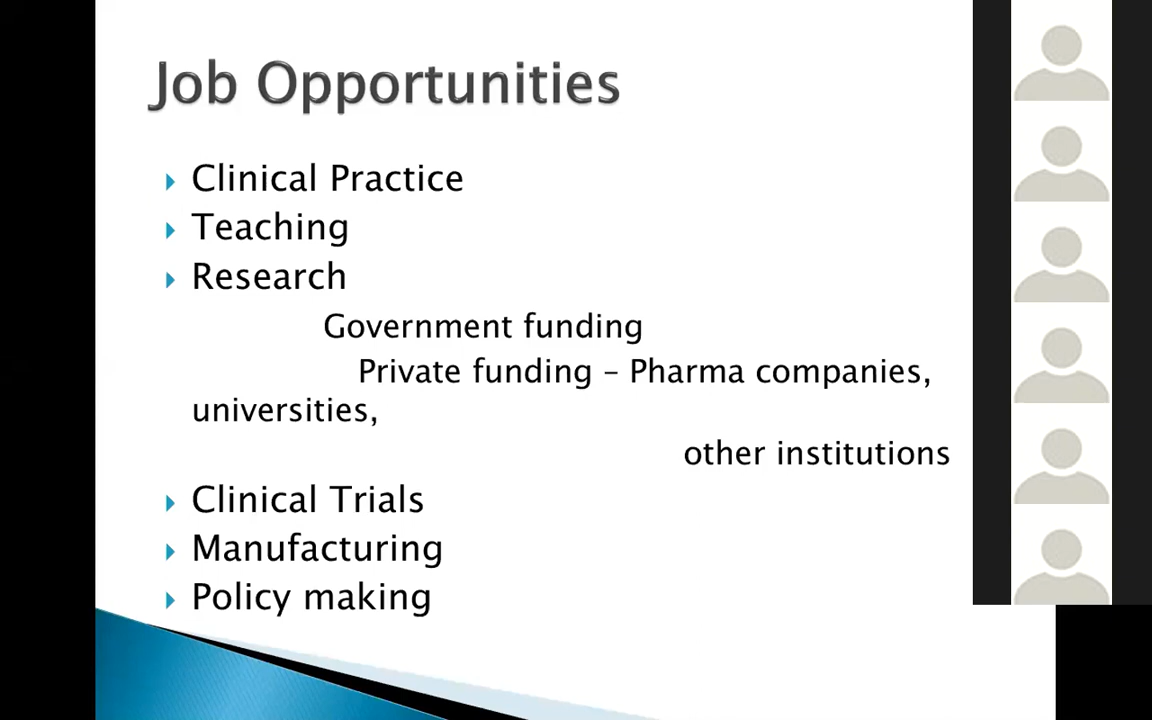 Job Opportunities
Clinical Practice
Teaching
Research
Government funding
Private funding – Pharma companies,
universities,
other institutions
Clinical Trials
Manufacturing
Policy making